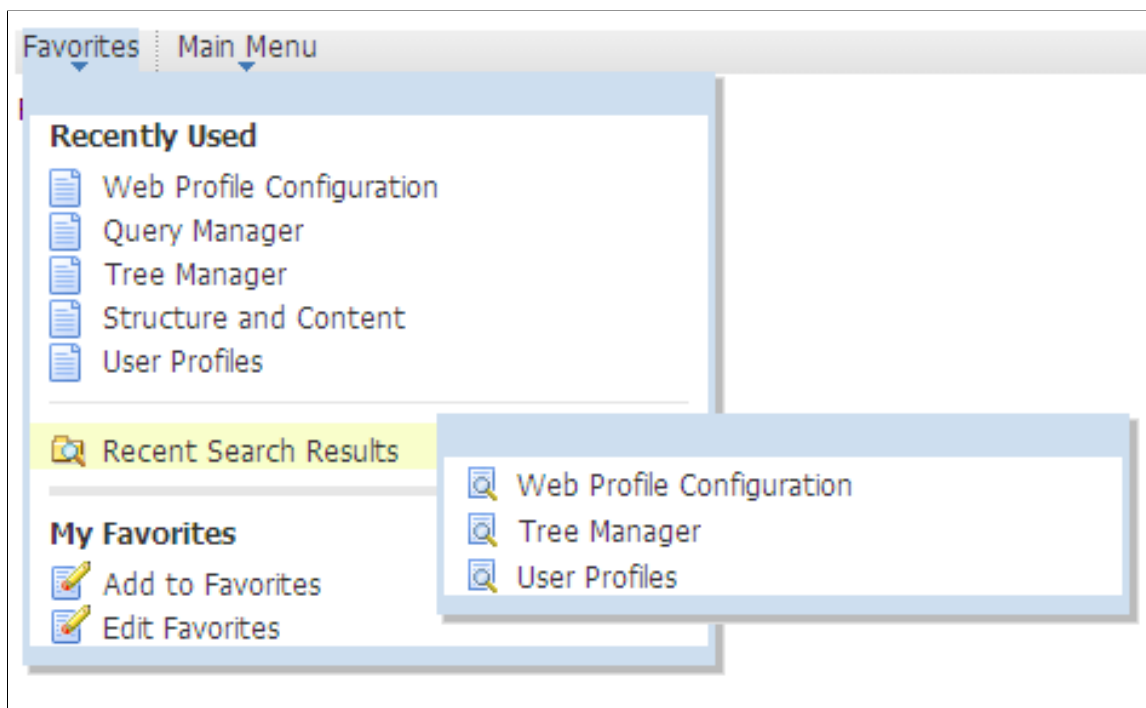 Favorites Main Menu
Recently Used
Web Profile Configuration
Query Manager
Tree Manager
Structure and Content
User Profiles
Recent Search Results
Web Profile Configuration
Tree Manager
User Profiles
My Favorites
Add to Favorites
Edit Favorites